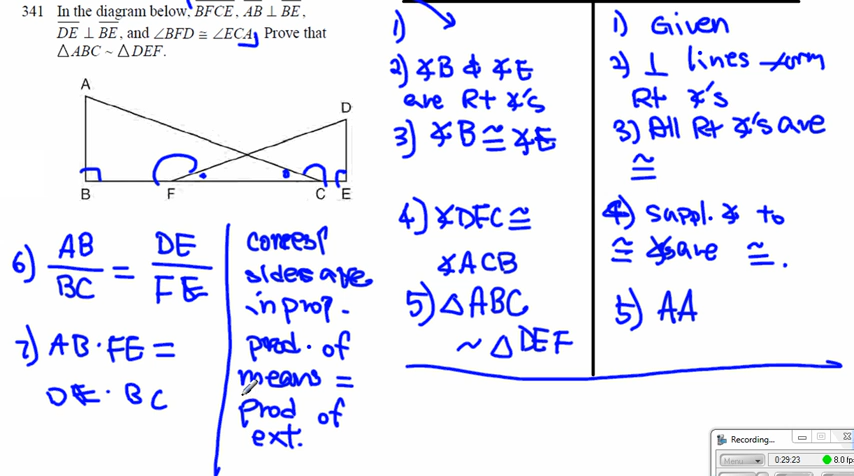 341 In the diagram below, BFCE, AB ⊥ BE,
DE ⊥ BE, and ∠BFD ≅ ∠ECA. Prove that
△ABC ~ △DEF.
A
D
B
F
C
E
1)
2) ∡B & ∡E
are Rt ∡'s
3) ∡B ≅ ∡E
4) ∡DFC ≅
∡ACB
5) △ABC
~ △DEF
1) Given
2) ⊥ lines form
Rt ∡'s
3) All Rt ∡'s are
≅
4) Suppl. ∡ to
≅ ∡s are ≅.
5) AA
6) AB/BC = DE/FE
7) AB · FE =
DE · BC
corresp
sides are
in prop.
prod. of
means =
prod of
ext.
Recording...
Menu
0:29:23
8.0 fp